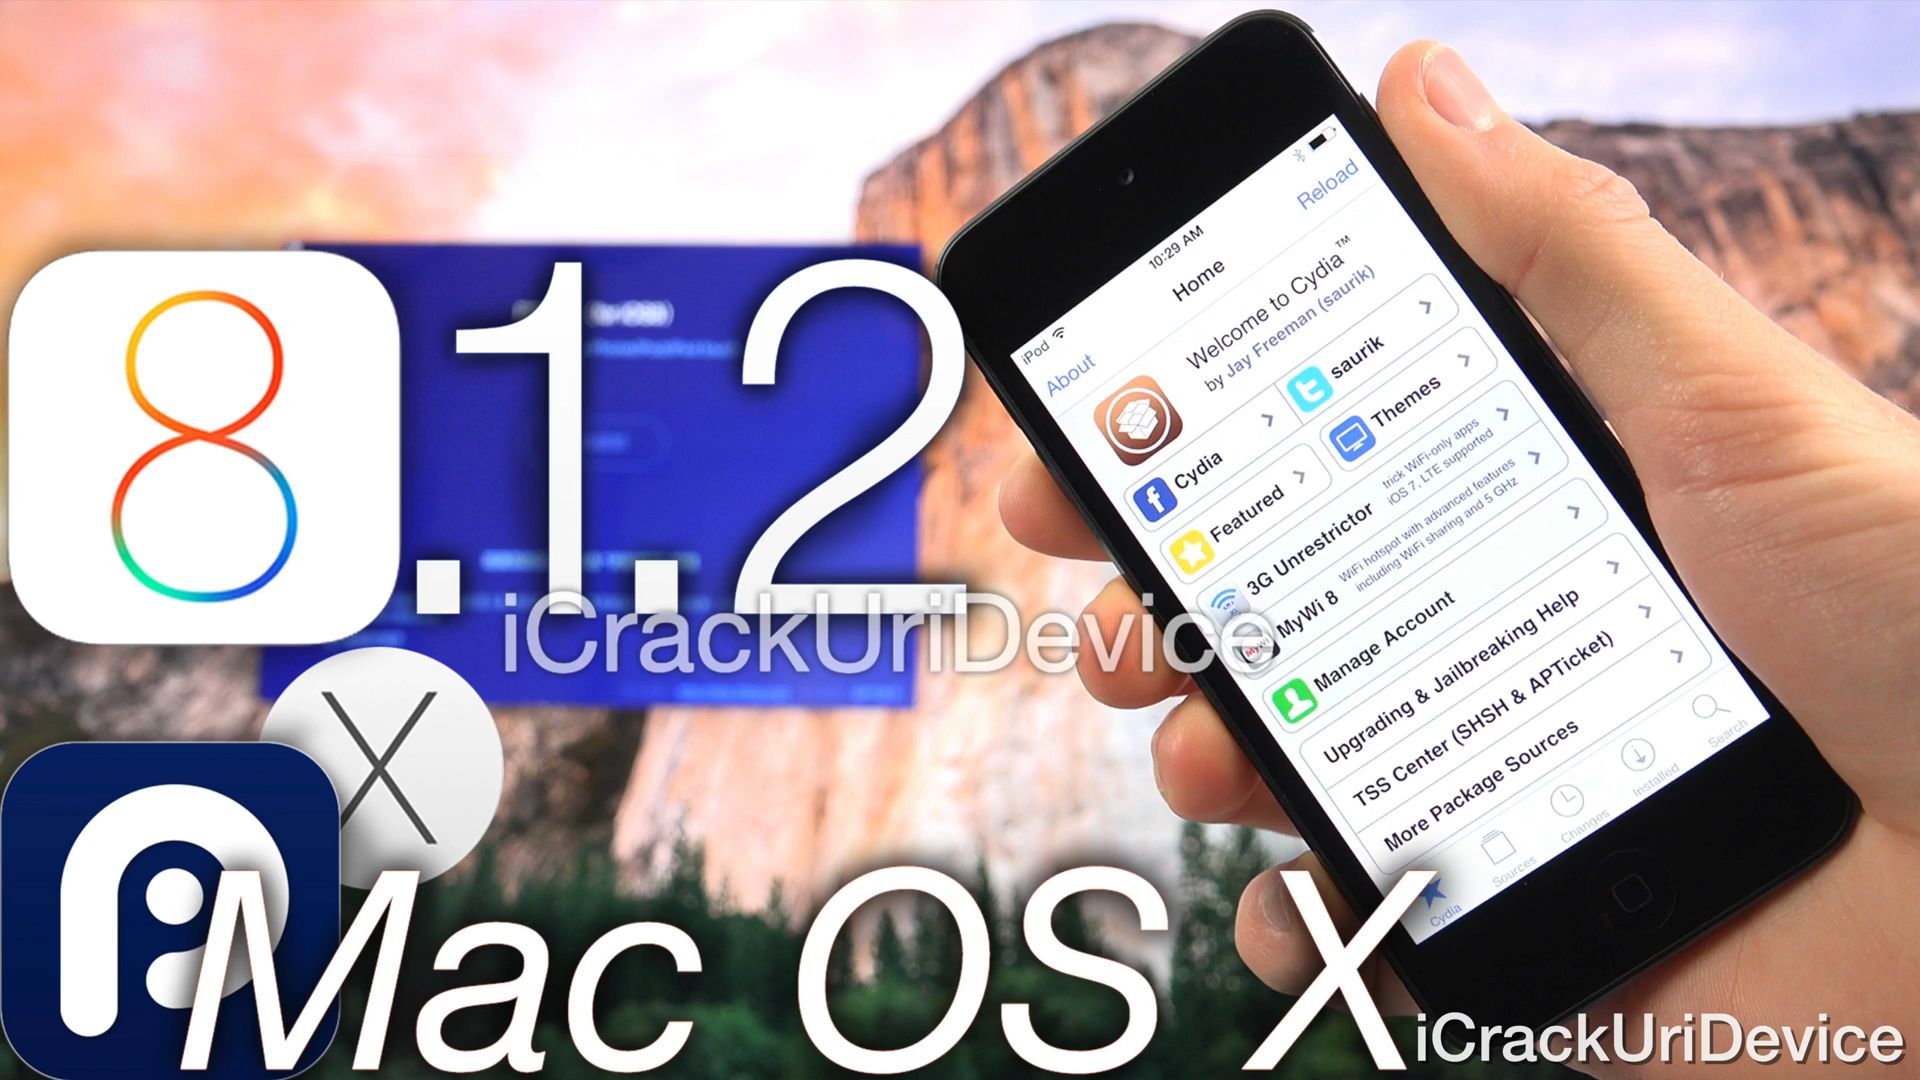 8.1.2
iCrackUriDevice
X
Mac OS X
iCrackUriDevice
iPod
10:29 AM
About
Home
Reload
Welcome to Cydia™
by Jay Freeman (saurik)
Cydia
saurik
Featured
Themes
3G Unrestrictor
trick WiFi-only apps
iOS 7, LTE supported
MyWi 8
WiFi hotspot with advanced features
including WiFi sharing and 5 GHz
Manage Account
Upgrading & Jailbreaking Help
TSS Center (SHSH & APTicket)
More Package Sources
Cydia
Sources
Changes
Installed
Search